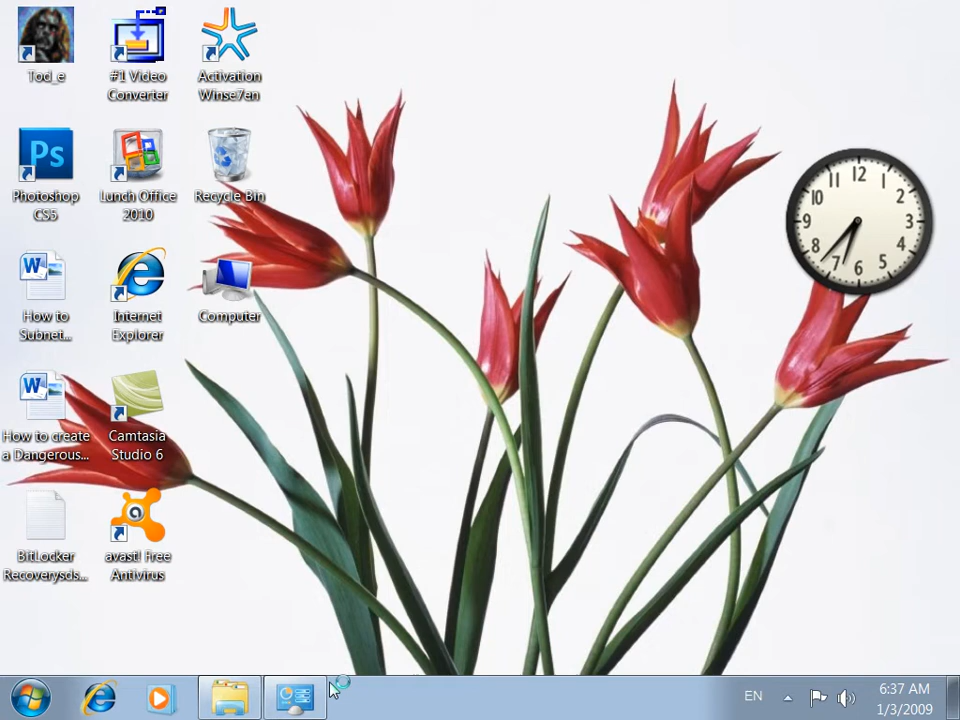 Tod_e
#1 Video
Converter
Activation
Winse7en
Ps
Photoshop
CS5
Lunch Office
2010
Recycle Bin
W
How to
Subnet...
Internet
Explorer
Computer
W
How to create
a Dangerous...
Camtasia
Studio 6
BitLocker
Recoverysds...
a
avast! Free
Antivirus
12
1
2
3
4
5
6
7
8
9
10
11
EN
6:37 AM
1/3/2009